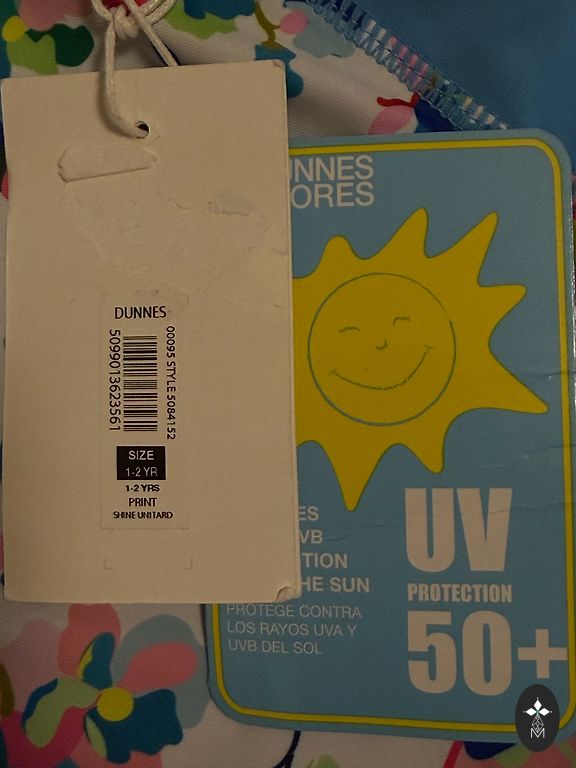 DUNNES
5099013623561
00095 STYLE 5084152
SIZE
1-2 YR
1-2 YRS
PRINT
SHINE UNITARD
UNNES
ORES
ES
VB
TION
HE SUN
PROTEGE CONTRA
LOS RAYOS UVA Y
UVB DEL SOL
UV
PROTECTION
50+
M